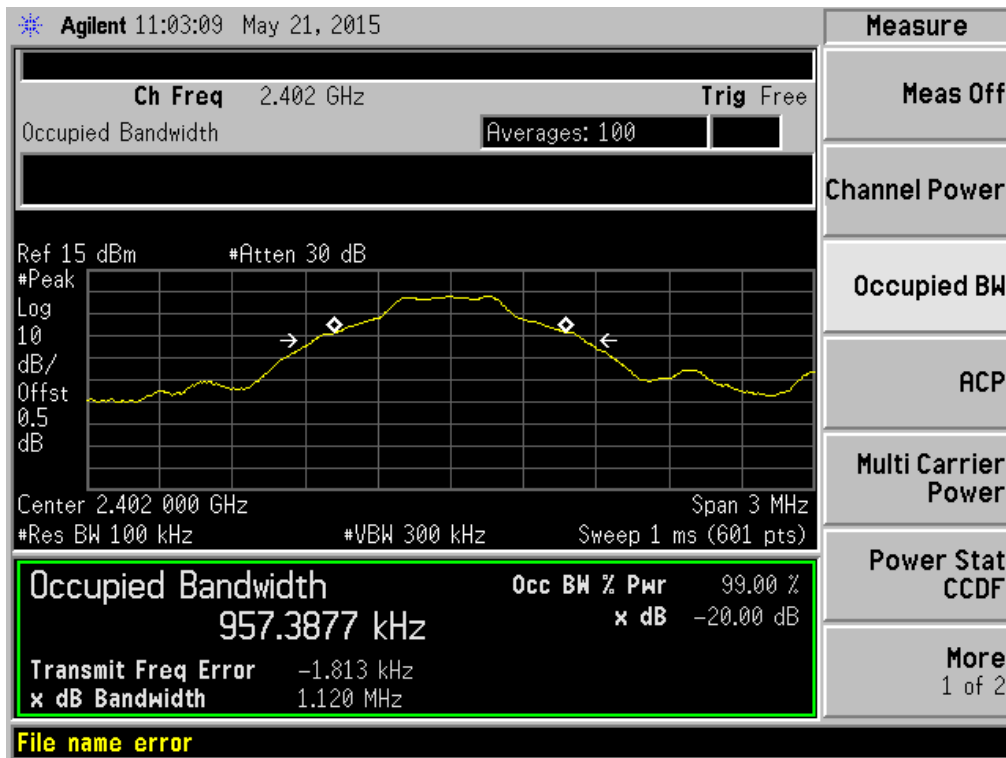 Agilent 11:03:09 May 21, 2015
Measure
Ch Freq 2.402 GHz
Trig Free
Occupied Bandwidth
Averages: 100
Ref 15 dBm
#Atten 30 dB
#Peak
Log
10
dB/
Offst
0.5
dB
Center 2.402 000 GHz
Span 3 MHz
#Res BW 100 kHz
#VBW 300 kHz
Sweep 1 ms (601 pts)
Occupied Bandwidth
957.3877 kHz
Occ BW % Pwr 99.00 %
x dB -20.00 dB
Transmit Freq Error -1.813 kHz
x dB Bandwidth 1.120 MHz
File name error
Meas Off
Channel Power
Occupied BW
ACP
Multi Carrier
Power
Power Stat
CCDF
More
1 of 2